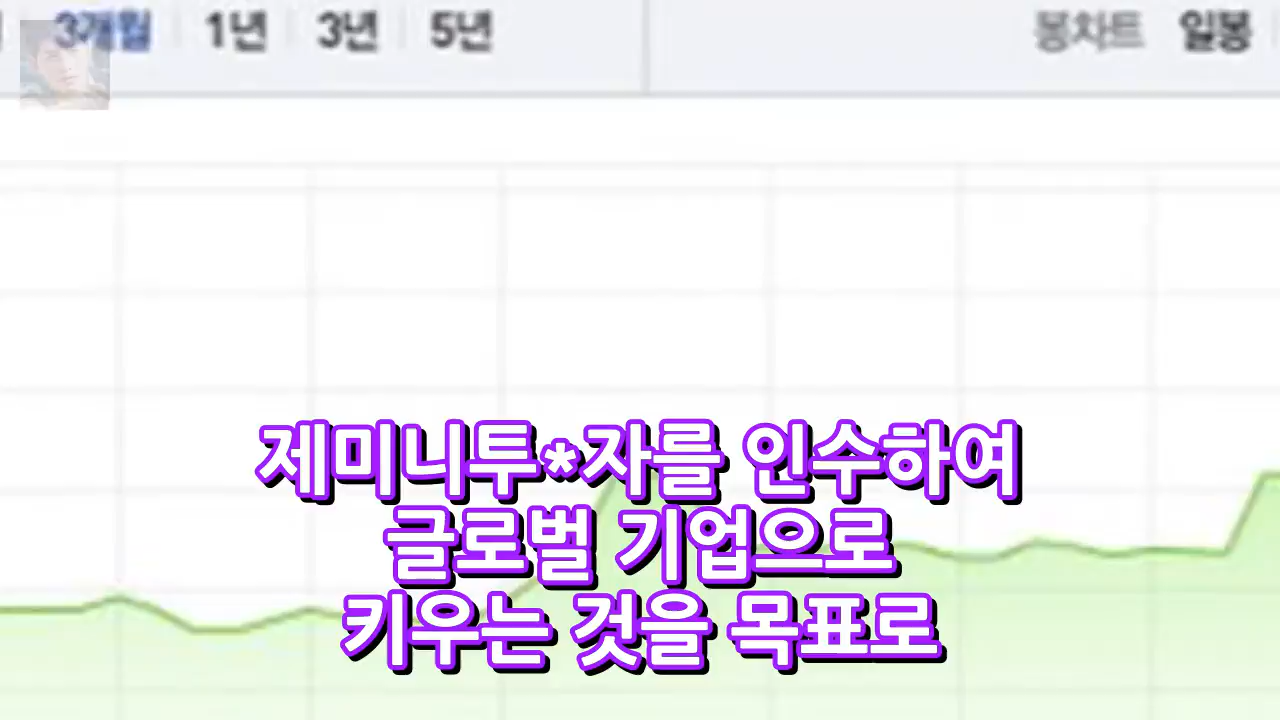 3개월 1년 3년 5년 봉차트 일봉
제미니투*자를 인수하여
글로벌 기업으로
키우는 것을 목표로